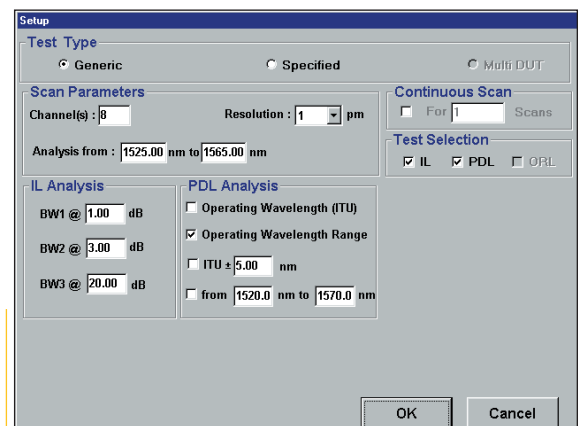 Setup
Test Type
Generic
Specified
Multi DUT
Scan Parameters
Channel(s) : 8
Resolution : 1 pm
Analysis from : 1525.00 nm to 1565.00 nm
Continuous Scan
For 1 Scans
Test Selection
IL PDL ORL
IL Analysis
BW1 @ 1.00 dB
BW2 @ 3.00 dB
BW3 @ 20.00 dB
PDL Analysis
Operating Wavelength (ITU)
Operating Wavelength Range
ITU ± 5.00 nm
from 1520.0 nm to 1570.0 nm
OK
Cancel